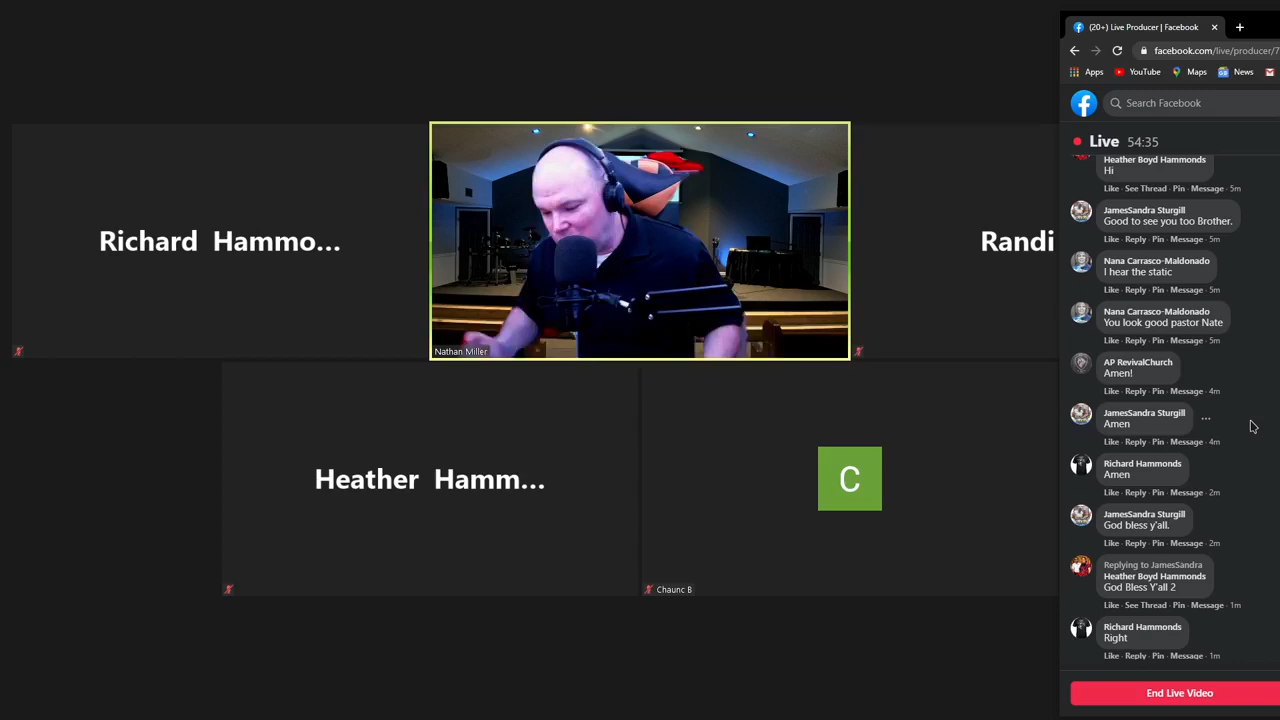 Richard Hammo...
Nathan Miller
Randi
Heather Hamm...
C
Chaunc B
(20+) Live Producer | Facebook
facebook.com/live/producer/7
Apps YouTube Maps News
Search Facebook
Live 54:35
Heather Boyd Hammonds
Hi
Like · See Thread · Pin · Message · 5m
JamesSandra Sturgill
Good to see you too Brother.
Like · Reply · Pin · Message · 5m
Nana Carrasco-Maldonado
I hear the static
Like · Reply · Pin · Message · 5m
Nana Carrasco-Maldonado
You look good pastor Nate
Like · Reply · Pin · Message · 5m
AP RevivalChurch
Amen!
Like · Reply · Pin · Message · 4m
JamesSandra Sturgill
Amen
Like · Reply · Pin · Message · 4m
Richard Hammonds
Amen
Like · Reply · Pin · Message · 2m
JamesSandra Sturgill
God bless y'all.
Like · Reply · Pin · Message · 2m
Replying to JamesSandra
Heather Boyd Hammonds
God Bless Y'all 2
Like · See Thread · Pin · Message · 1m
Richard Hammonds
Right
Like · Reply · Pin · Message · 1m
End Live Video